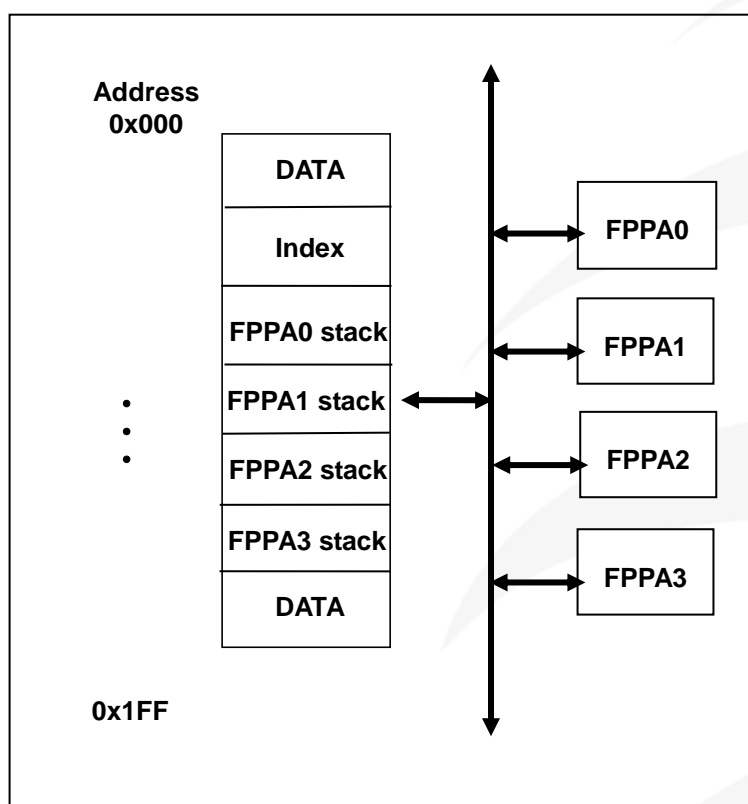 Address
0x000
DATA
Index
FPPA0 stack
FPPA1 stack
FPPA2 stack
FPPA3 stack
DATA
0x1FF
FPPA0
FPPA1
FPPA2
FPPA3